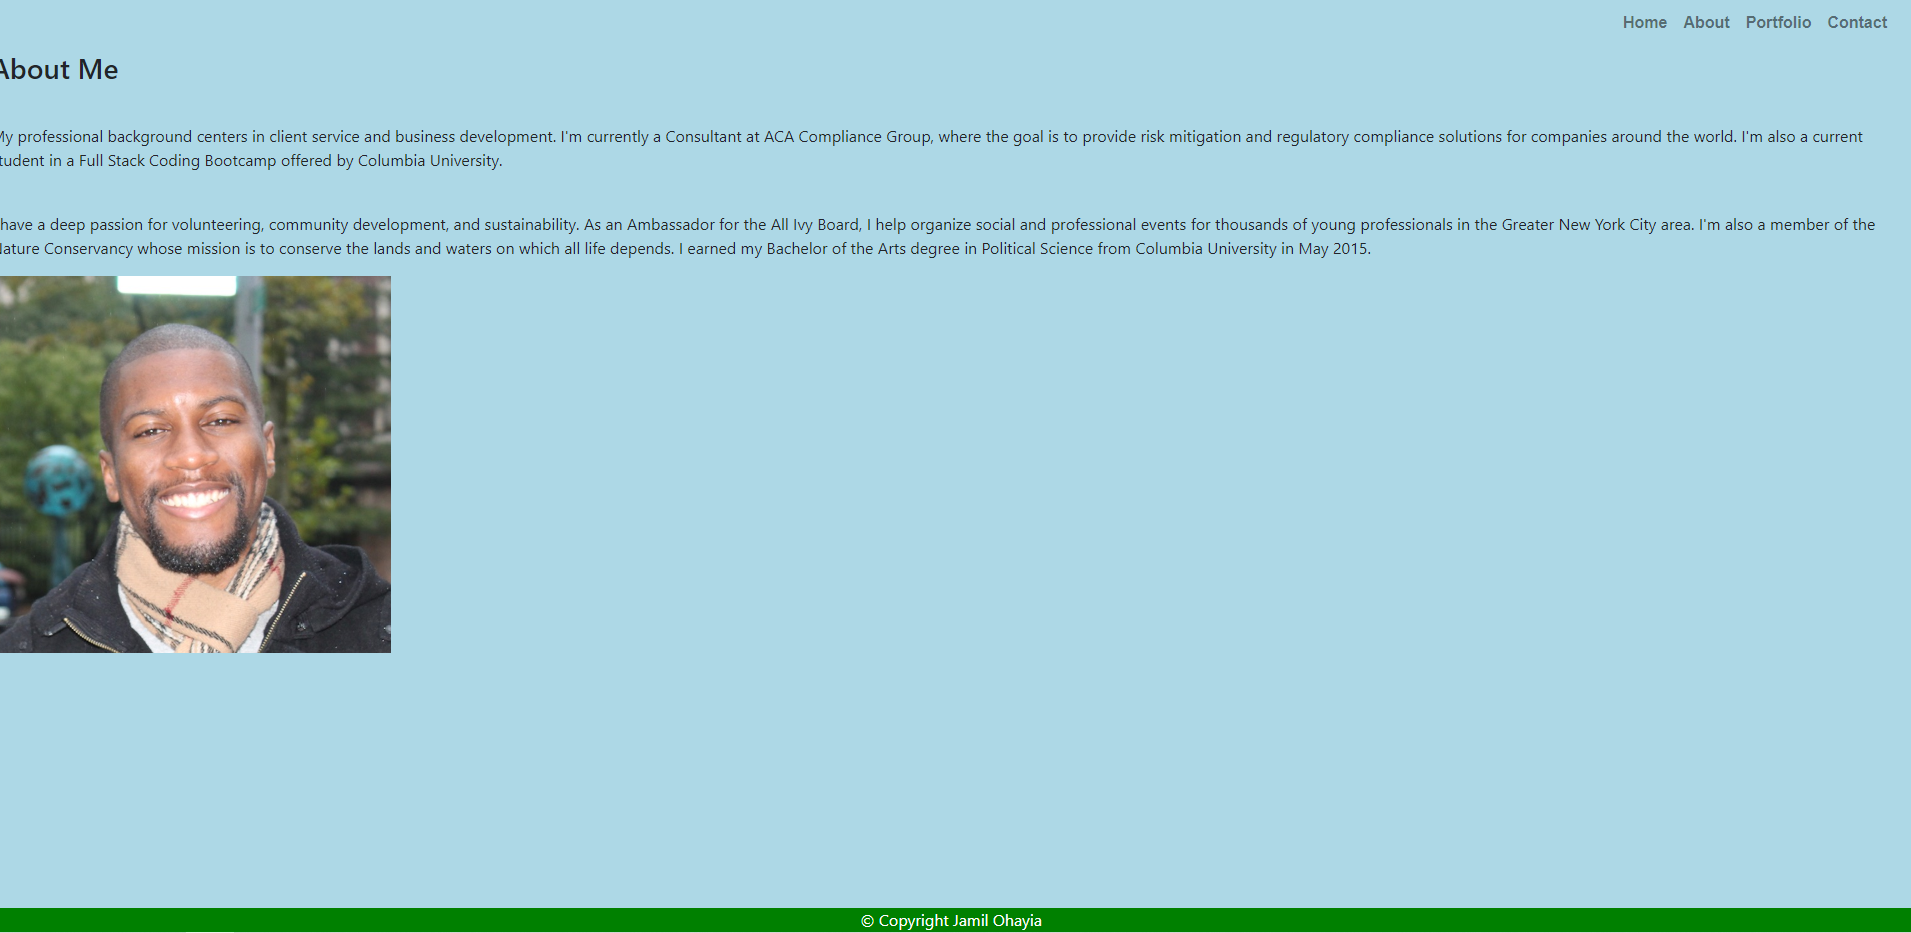 Home About Portfolio Contact
About Me
My professional background centers in client service and business development. I'm currently a Consultant at ACA Compliance Group, where the goal is to provide risk mitigation and regulatory compliance solutions for companies around the world. I'm also a current
student in a Full Stack Coding Bootcamp offered by Columbia University.
have a deep passion for volunteering, community development, and sustainability. As an Ambassador for the All Ivy Board, I help organize social and professional events for thousands of young professionals in the Greater New York City area. I'm also a member of the
Nature Conservancy whose mission is to conserve the lands and waters on which all life depends. I earned my Bachelor of the Arts degree in Political Science from Columbia University in May 2015.
© Copyright Jamil Ohayia